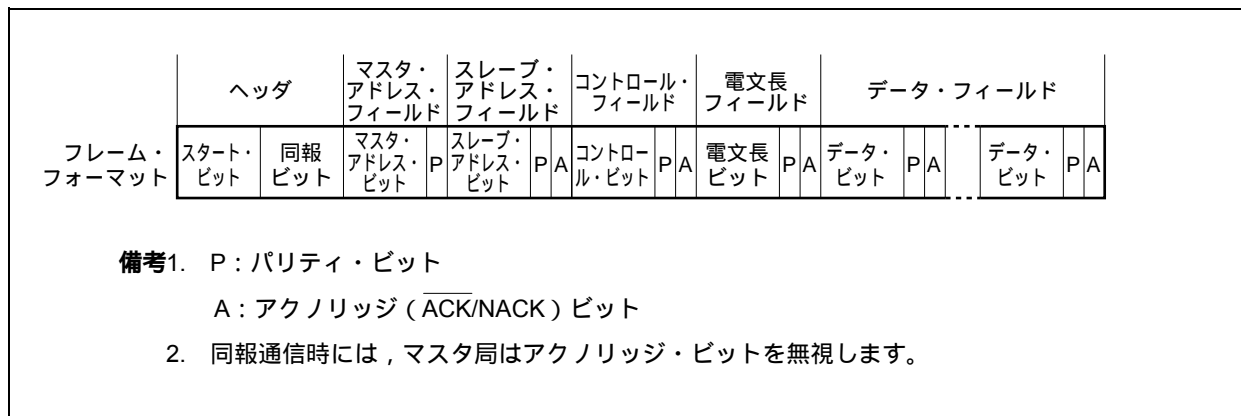 ヘッダ
マスタ・
アドレス・
フィールド
スレーブ・
アドレス・
フィールド
コントロール・
フィールド
電文長
フィールド
データ・フィールド
フレーム・
フォーマット
スタート・
ビット
同報
ビット
マスタ・
アドレス・
ビット
P
スレーブ・
アドレス・
ビット
P
A
コントロー
ル・ビット
P
A
電文長
ビット
P
A
データ・
ビット
P
A
データ・
ビット
P
A
備考1. P:パリティ・ビット
A:アクノリッジ(ACK/NACK)ビット
2. 同報通信時には,マスタ局はアクノリッジ・ビットを無視します。